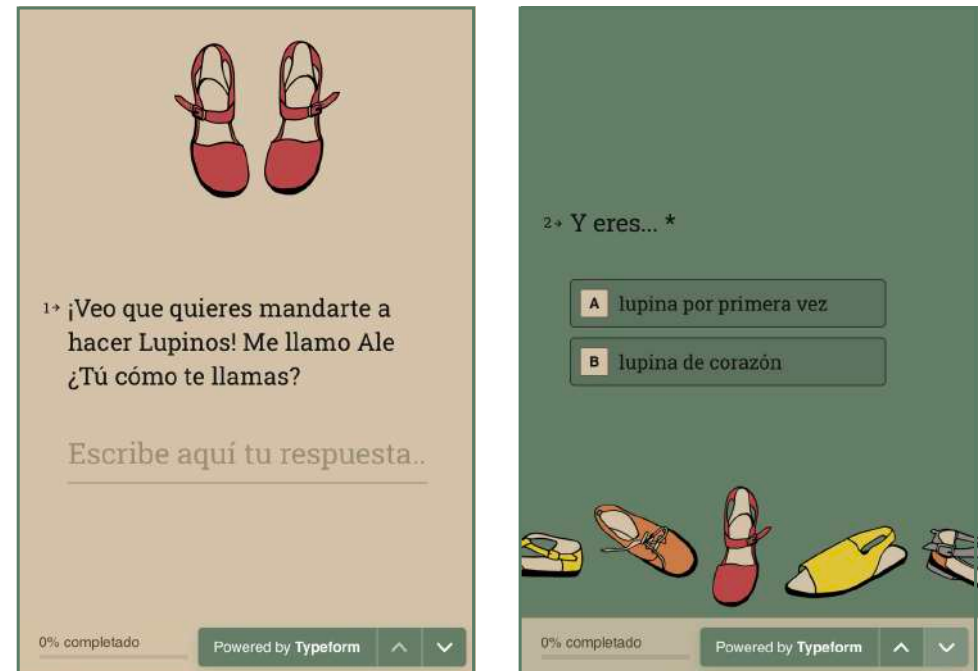 1→ ¡Veo que quieres mandarte a
hacer Lupinos! Me llamo Ale
¿Tú cómo te llamas?
Escribe aquí tu respuesta..
0% completado
Powered by Typeform
2→ Y eres... *
A lupina por primera vez
B lupina de corazón
0% completado
Powered by Typeform